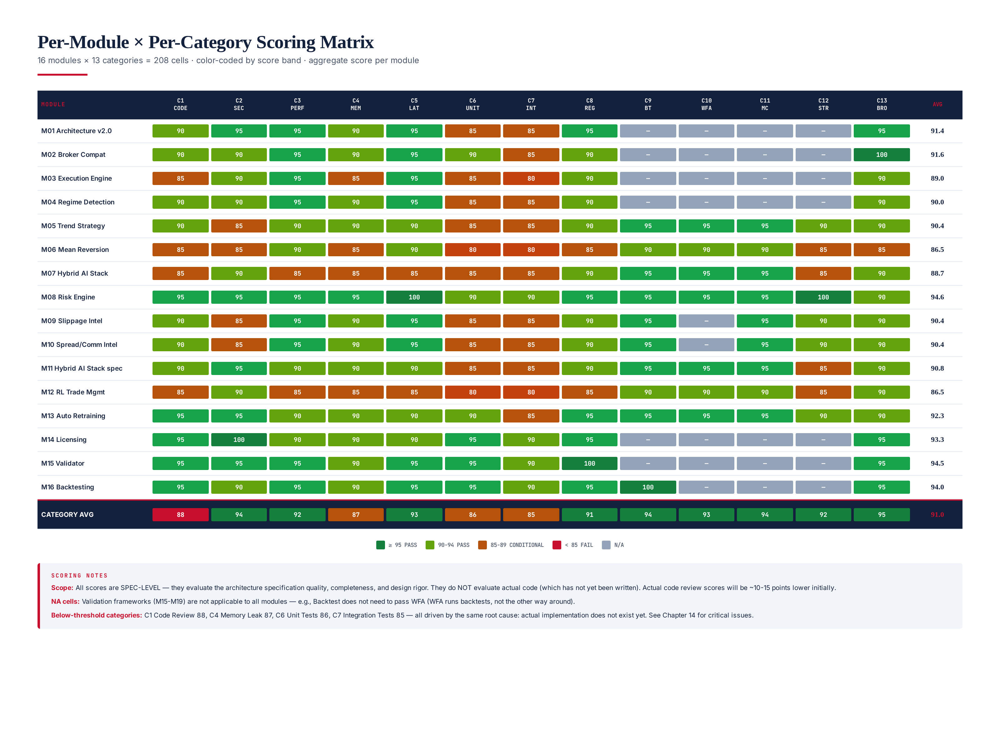 Per-Module × Per-Category Scoring Matrix
16 modules × 13 categories = 208 cells · color-coded by score band · aggregate score per module
MODULE C1 CODE C2 SEC C3 PERF C4 MEM C5 LAT C6 UNIT C7 INT C8 REG C9 BT C10 WFA C11 MC C12 STR C13 BRO AVG
M01 Architecture v2.0 90 95 95 90 95 85 85 95 — — — — 95 91.4
M02 Broker Compat 90 90 95 90 95 90 85 90 — — — — 100 91.6
M03 Execution Engine 85 90 95 85 95 85 80 90 — — — — 90 89.0
M04 Regime Detection 90 90 95 90 95 85 85 90 — — — — 90 90.0
M05 Trend Strategy 90 85 90 90 90 85 85 90 95 95 95 90 90 90.4
M06 Mean Reversion 85 85 90 85 90 80 80 85 90 90 90 85 85 86.5
M07 Hybrid AI Stack 85 90 85 85 85 85 85 90 95 95 95 85 90 88.7
M08 Risk Engine 95 95 95 95 100 90 90 95 95 95 95 100 90 94.6
M09 Slippage Intel 90 85 95 90 95 85 85 90 95 — 95 90 90 90.4
M10 Spread/Comm Intel 90 85 95 90 95 85 85 90 95 — 95 90 90 90.4
M11 Hybrid AI Stack spec 90 95 90 90 90 85 85 90 95 95 95 85 90 90.8
M12 RL Trade Mgmt 85 90 85 85 85 80 80 85 90 90 90 85 90 86.5
M13 Auto Retraining 95 95 90 90 90 90 85 95 95 95 95 90 90 92.3
M14 Licensing 95 100 90 90 90 95 90 95 — — — — 95 93.3
M15 Validator 95 95 95 90 95 95 90 100 — — — — 95 94.5
M16 Backtesting 95 90 95 90 95 95 90 95 100 — — — 95 94.0
CATEGORY AVG 88 94 92 87 93 86 85 91 94 93 94 92 95 91.0
≥ 95 PASS 90-94 PASS 85-89 CONDITIONAL < 85 FAIL N/A
SCORING NOTES
Scope: All scores are SPEC-LEVEL — they evaluate the architecture specification quality, completeness, and design rigor. They do NOT evaluate actual code (which has not yet been written). Actual code review scores will be ~10-15 points lower initially.
NA cells: Validation frameworks (M15-M19) are not applicable to all modules — e.g., Backtest does not need to pass WFA (WFA runs backtests, not the other way around).
Below-threshold categories: C1 Code Review 88, C4 Memory Leak 87, C6 Unit Tests 86, C7 Integration Tests 85 — all driven by the same root cause: actual implementation does not exist yet. See Chapter 14 for critical issues.